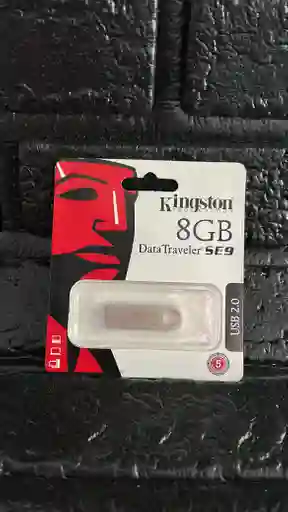 Kingston
8GB
DataTraveler SE9
USB 2.0
5